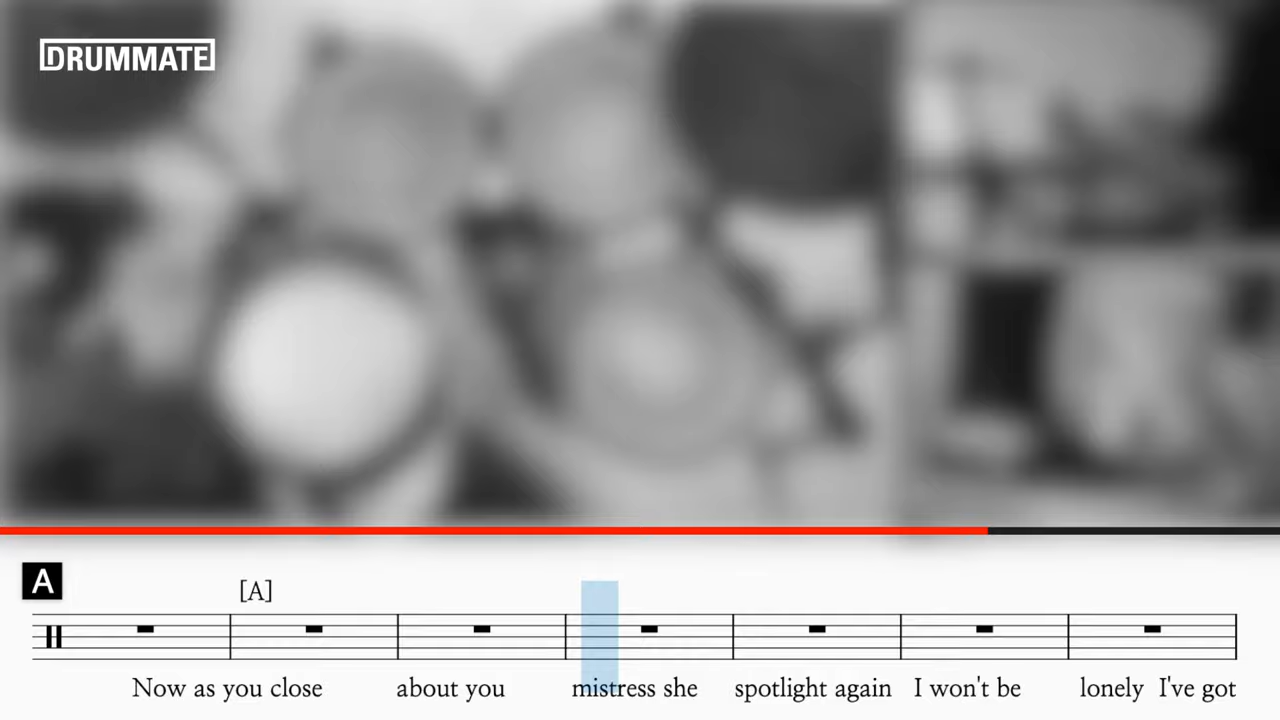 DRUMMATE
A
[A]
Now as you close about you mistress she spotlight again I won't be lonely I've got